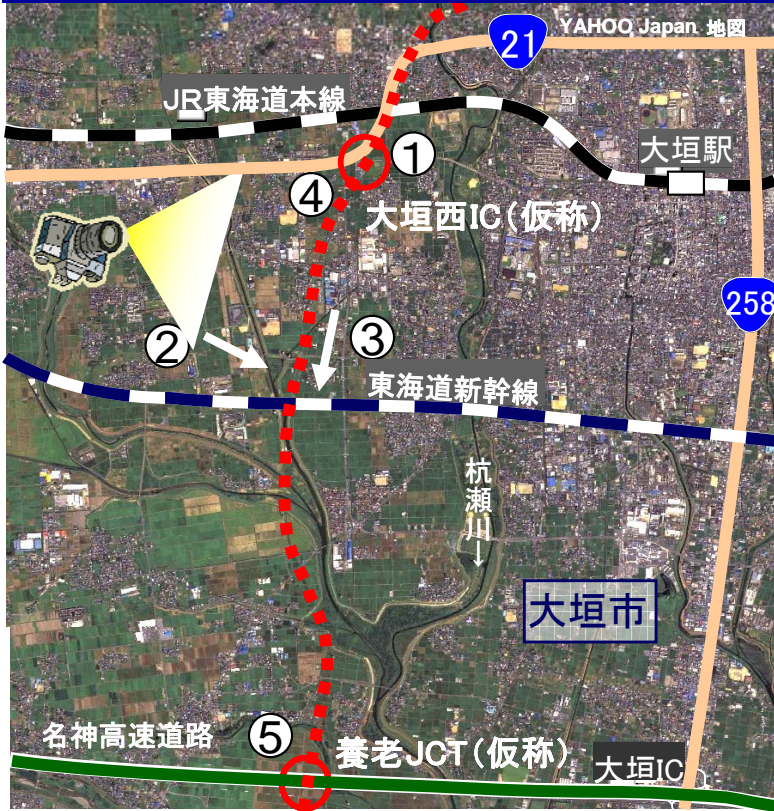 YAHOO Japan 地図
21
JR東海道本線
①
大垣駅
④
大垣西IC(仮称)
258
②
③
東海道新幹線
杭瀬川
大垣市
名神高速道路
⑤
養老JCT(仮称)
大垣IC